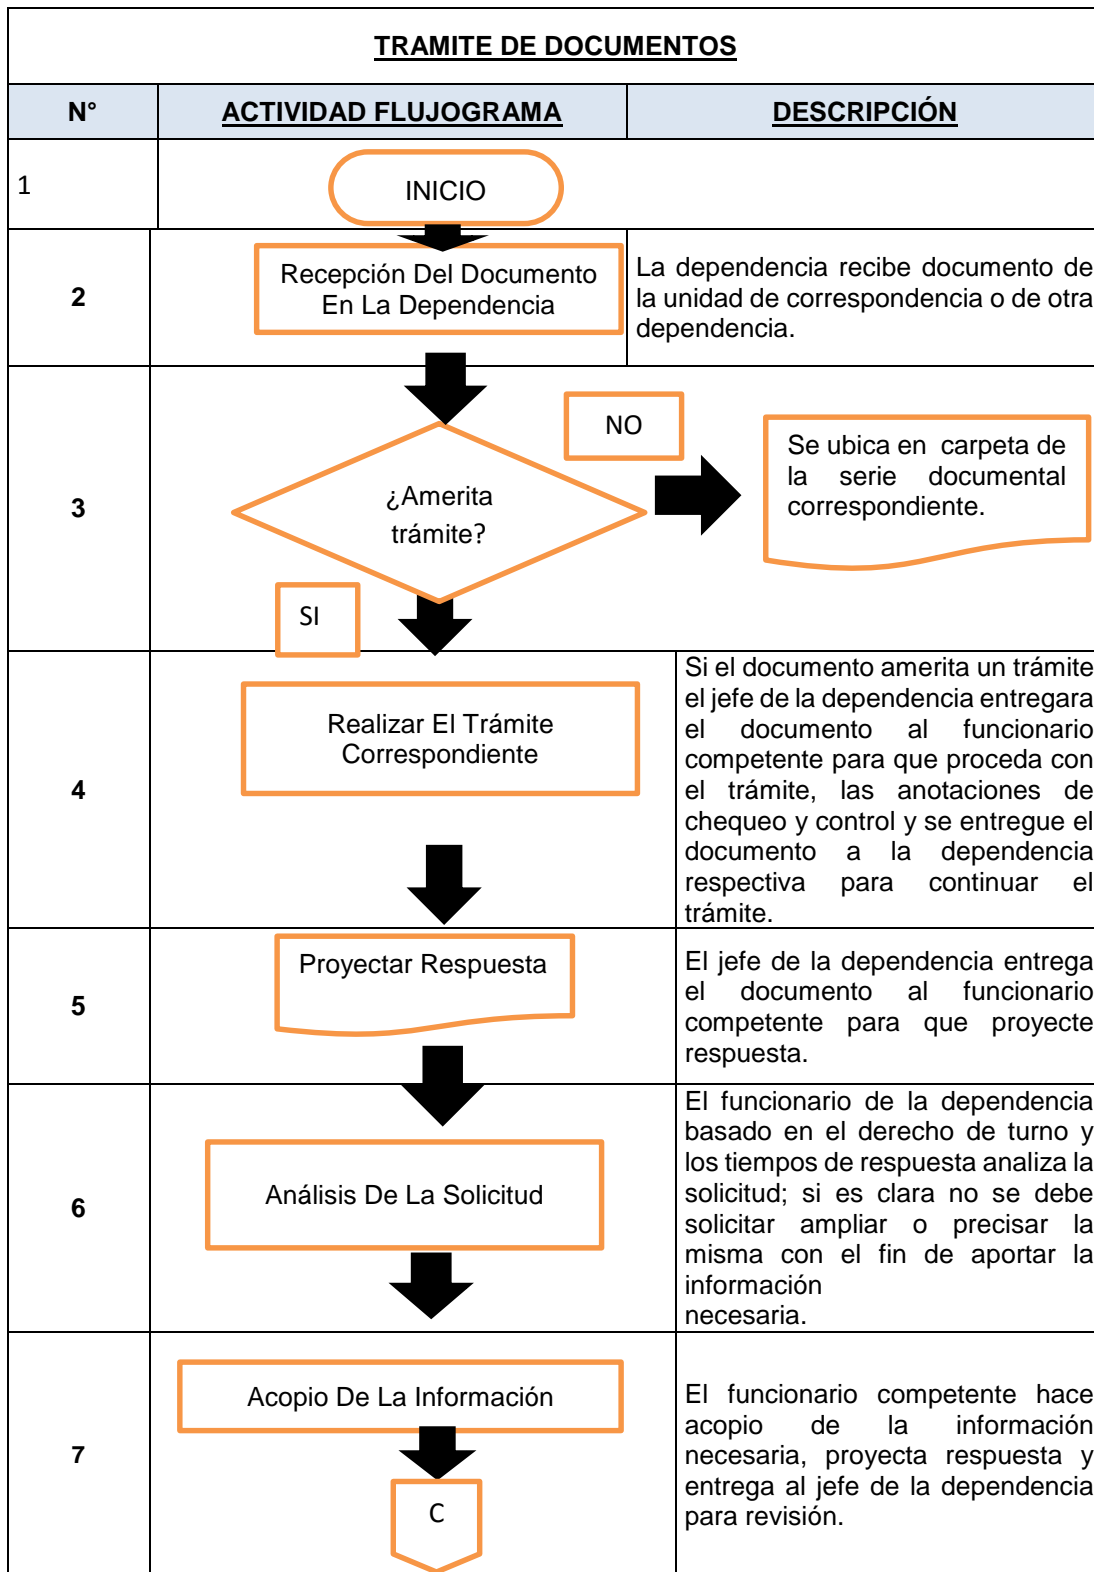 TRAMITE DE DOCUMENTOS
N°
ACTIVIDAD FLUJOGRAMA
DESCRIPCIÓN
1
INICIO
2
Recepción Del Documento
En La Dependencia
La dependencia recibe documento de
la unidad de correspondencia o de otra
dependencia.
3
¿Amerita
trámite?
NO
Se ubica en carpeta de
la serie documental
correspondiente.
SI
4
Realizar El Trámite
Correspondiente
Si el documento amerita un trámite
el jefe de la dependencia entregara
el documento al funcionario
competente para que proceda con
el trámite, las anotaciones de
chequeo y control y se entregue el
documento a la dependencia
respectiva para continuar el
trámite.
5
Proyectar Respuesta
El jefe de la dependencia entrega
el documento al funcionario
competente para que proyecte
respuesta.
6
Análisis De La Solicitud
El funcionario de la dependencia
basado en el derecho de turno y
los tiempos de respuesta analiza la
solicitud; si es clara no se debe
solicitar ampliar o precisar la
misma con el fin de aportar la
información
necesaria.
7
Acopio De La Información
C
El funcionario competente hace
acopio de la información
necesaria, proyecta respuesta y
entrega al jefe de la dependencia
para revisión.